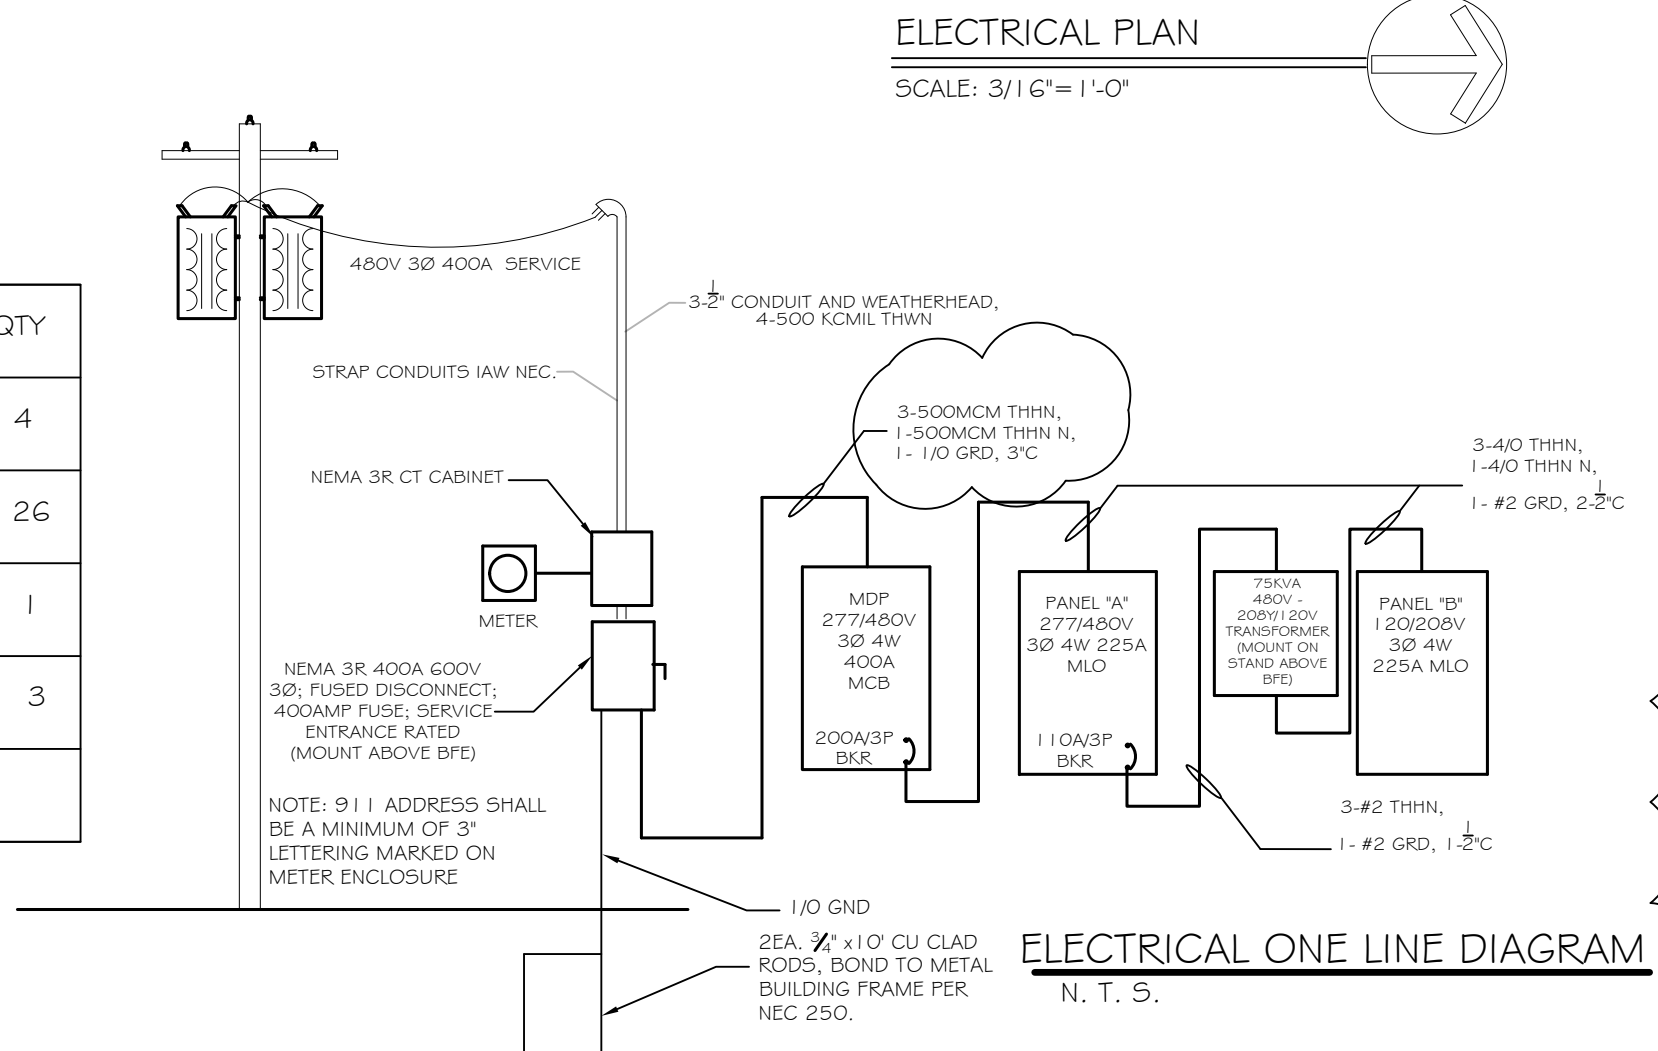 ELECTRICAL PLAN
SCALE: 3/16"= 1'-0"
QTY
4
26
1
3
480V 3Ø 400A SERVICE
3-1/2" CONDUIT AND WEATHERHEAD,
4-500 KCMIL THWN
STRAP CONDUITS IAW NEC.
3-500MCM THHN,
1-500MCM THHN N,
1- 1/0 GRD, 3"C
3-4/0 THHN,
1-4/0 THHN N,
1- #2 GRD, 2-1/2"C
NEMA 3R CT CABINET
METER
NEMA 3R 400A 600V
3Ø; FUSED DISCONNECT;
400AMP FUSE; SERVICE
ENTRANCE RATED
(MOUNT ABOVE BFE)
MDP
277/480V
3Ø 4W
400A
MCB
200A/3P
BKR
PANEL "A"
277/480V
3Ø 4W 225A
MLO
110A/3P
BKR
75KVA
480V -
208Y/120V
TRANSFORMER
(MOUNT ON
STAND ABOVE
BFE)
PANEL "B"
120/208V
3Ø 4W
225A MLO
3-#2 THHN,
1- #2 GRD, 1-1/2"C
NOTE: 911 ADDRESS SHALL
BE A MINIMUM OF 3"
LETTERING MARKED ON
METER ENCLOSURE
1/0 GND
2EA. 3/4" x10' CU CLAD
RODS, BOND TO METAL
BUILDING FRAME PER
NEC 250.
ELECTRICAL ONE LINE DIAGRAM
N. T. S.